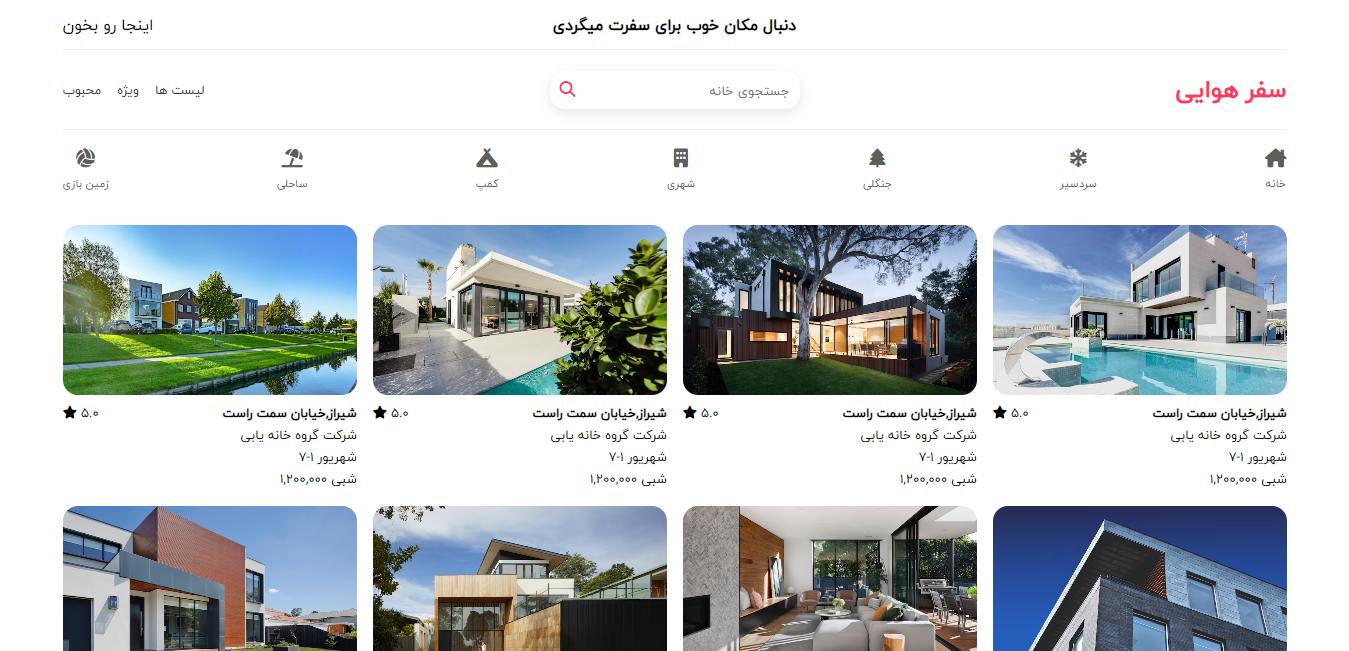 دنبال مکان خوب برای سفرت میگردی
اینجا رو بخون
سفر هوایی
جستجوی خانه
لیست ها
ویژه
محبوب
خانه
سردسیر
جنگلی
شهری
کمپ
ساحلی
زمین بازی
شیراز,خیابان سمت راست
۵.۰
شرکت گروه خانه یابی
شهریور ۱-۷
شبی ۱,۲۰۰,۰۰۰
شیراز,خیابان سمت راست
۵.۰
شرکت گروه خانه یابی
شهریور ۱-۷
شبی ۱,۲۰۰,۰۰۰
شیراز,خیابان سمت راست
۵.۰
شرکت گروه خانه یابی
شهریور ۱-۷
شبی ۱,۲۰۰,۰۰۰
شیراز,خیابان سمت راست
۵.۰
شرکت گروه خانه یابی
شهریور ۱-۷
شبی ۱,۲۰۰,۰۰۰